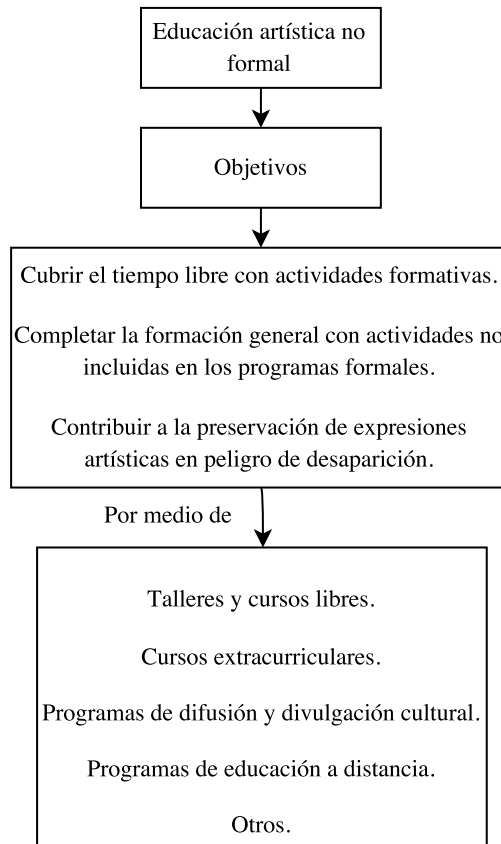 Educación artística no
formal
Objetivos
Cubrir el tiempo libre con actividades formativas.
Completar la formación general con actividades no
incluidas en los programas formales.
Contribuir a la preservación de expresiones
artísticas en peligro de desaparición.
Por medio de
Talleres y cursos libres.
Cursos extracurriculares.
Programas de difusión y divulgación cultural.
Programas de educación a distancia.
Otros.